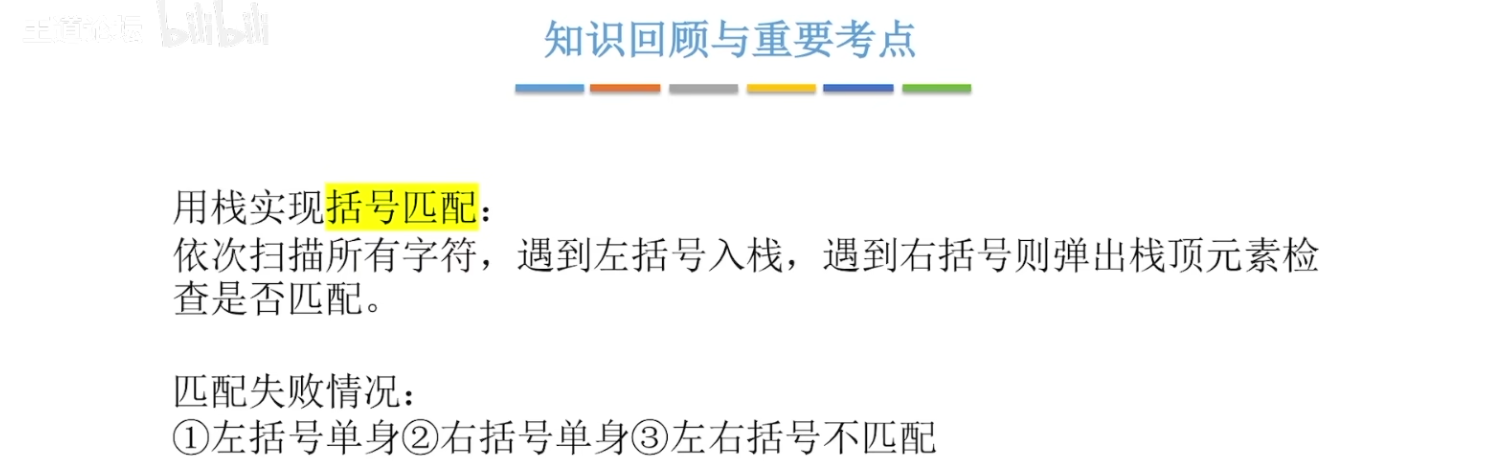 王道论坛 bilibili
知识回顾与重要考点
用栈实现括号匹配：
依次扫描所有字符，遇到左括号入栈，遇到右括号则弹出栈顶元素检
查是否匹配。
匹配失败情况：
①左括号单身②右括号单身③左右括号不匹配